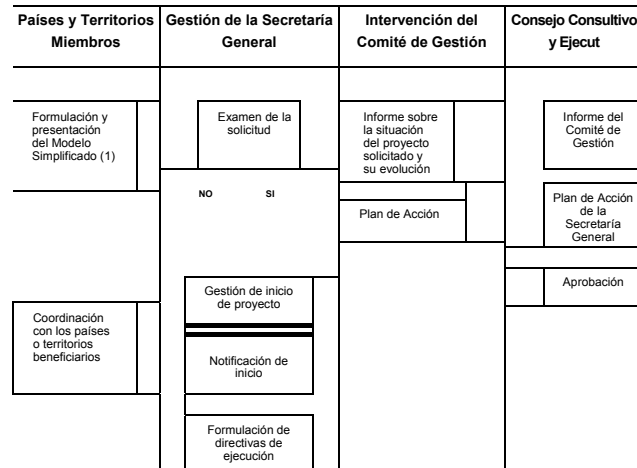 Países y Territorios
Miembros
Gestión de la Secretaría
General
Intervención del
Comité de Gestión
Consejo Consultivo
y Ejecut
Formulación y
presentación
del Modelo
Simplificado (1)
Examen de la
solicitud
Informe sobre
la situación
del proyecto
solicitado y
su evolución
Informe del
Comité de
Gestión
NO SI
Plan de Acción
Plan de Acción
de la
Secretaría
General
Gestión de inicio
de proyecto
Aprobación
Coordinación
con los países
o territorios
beneficiarios
Notificación de
inicio
Formulación de
directivas de
ejecución